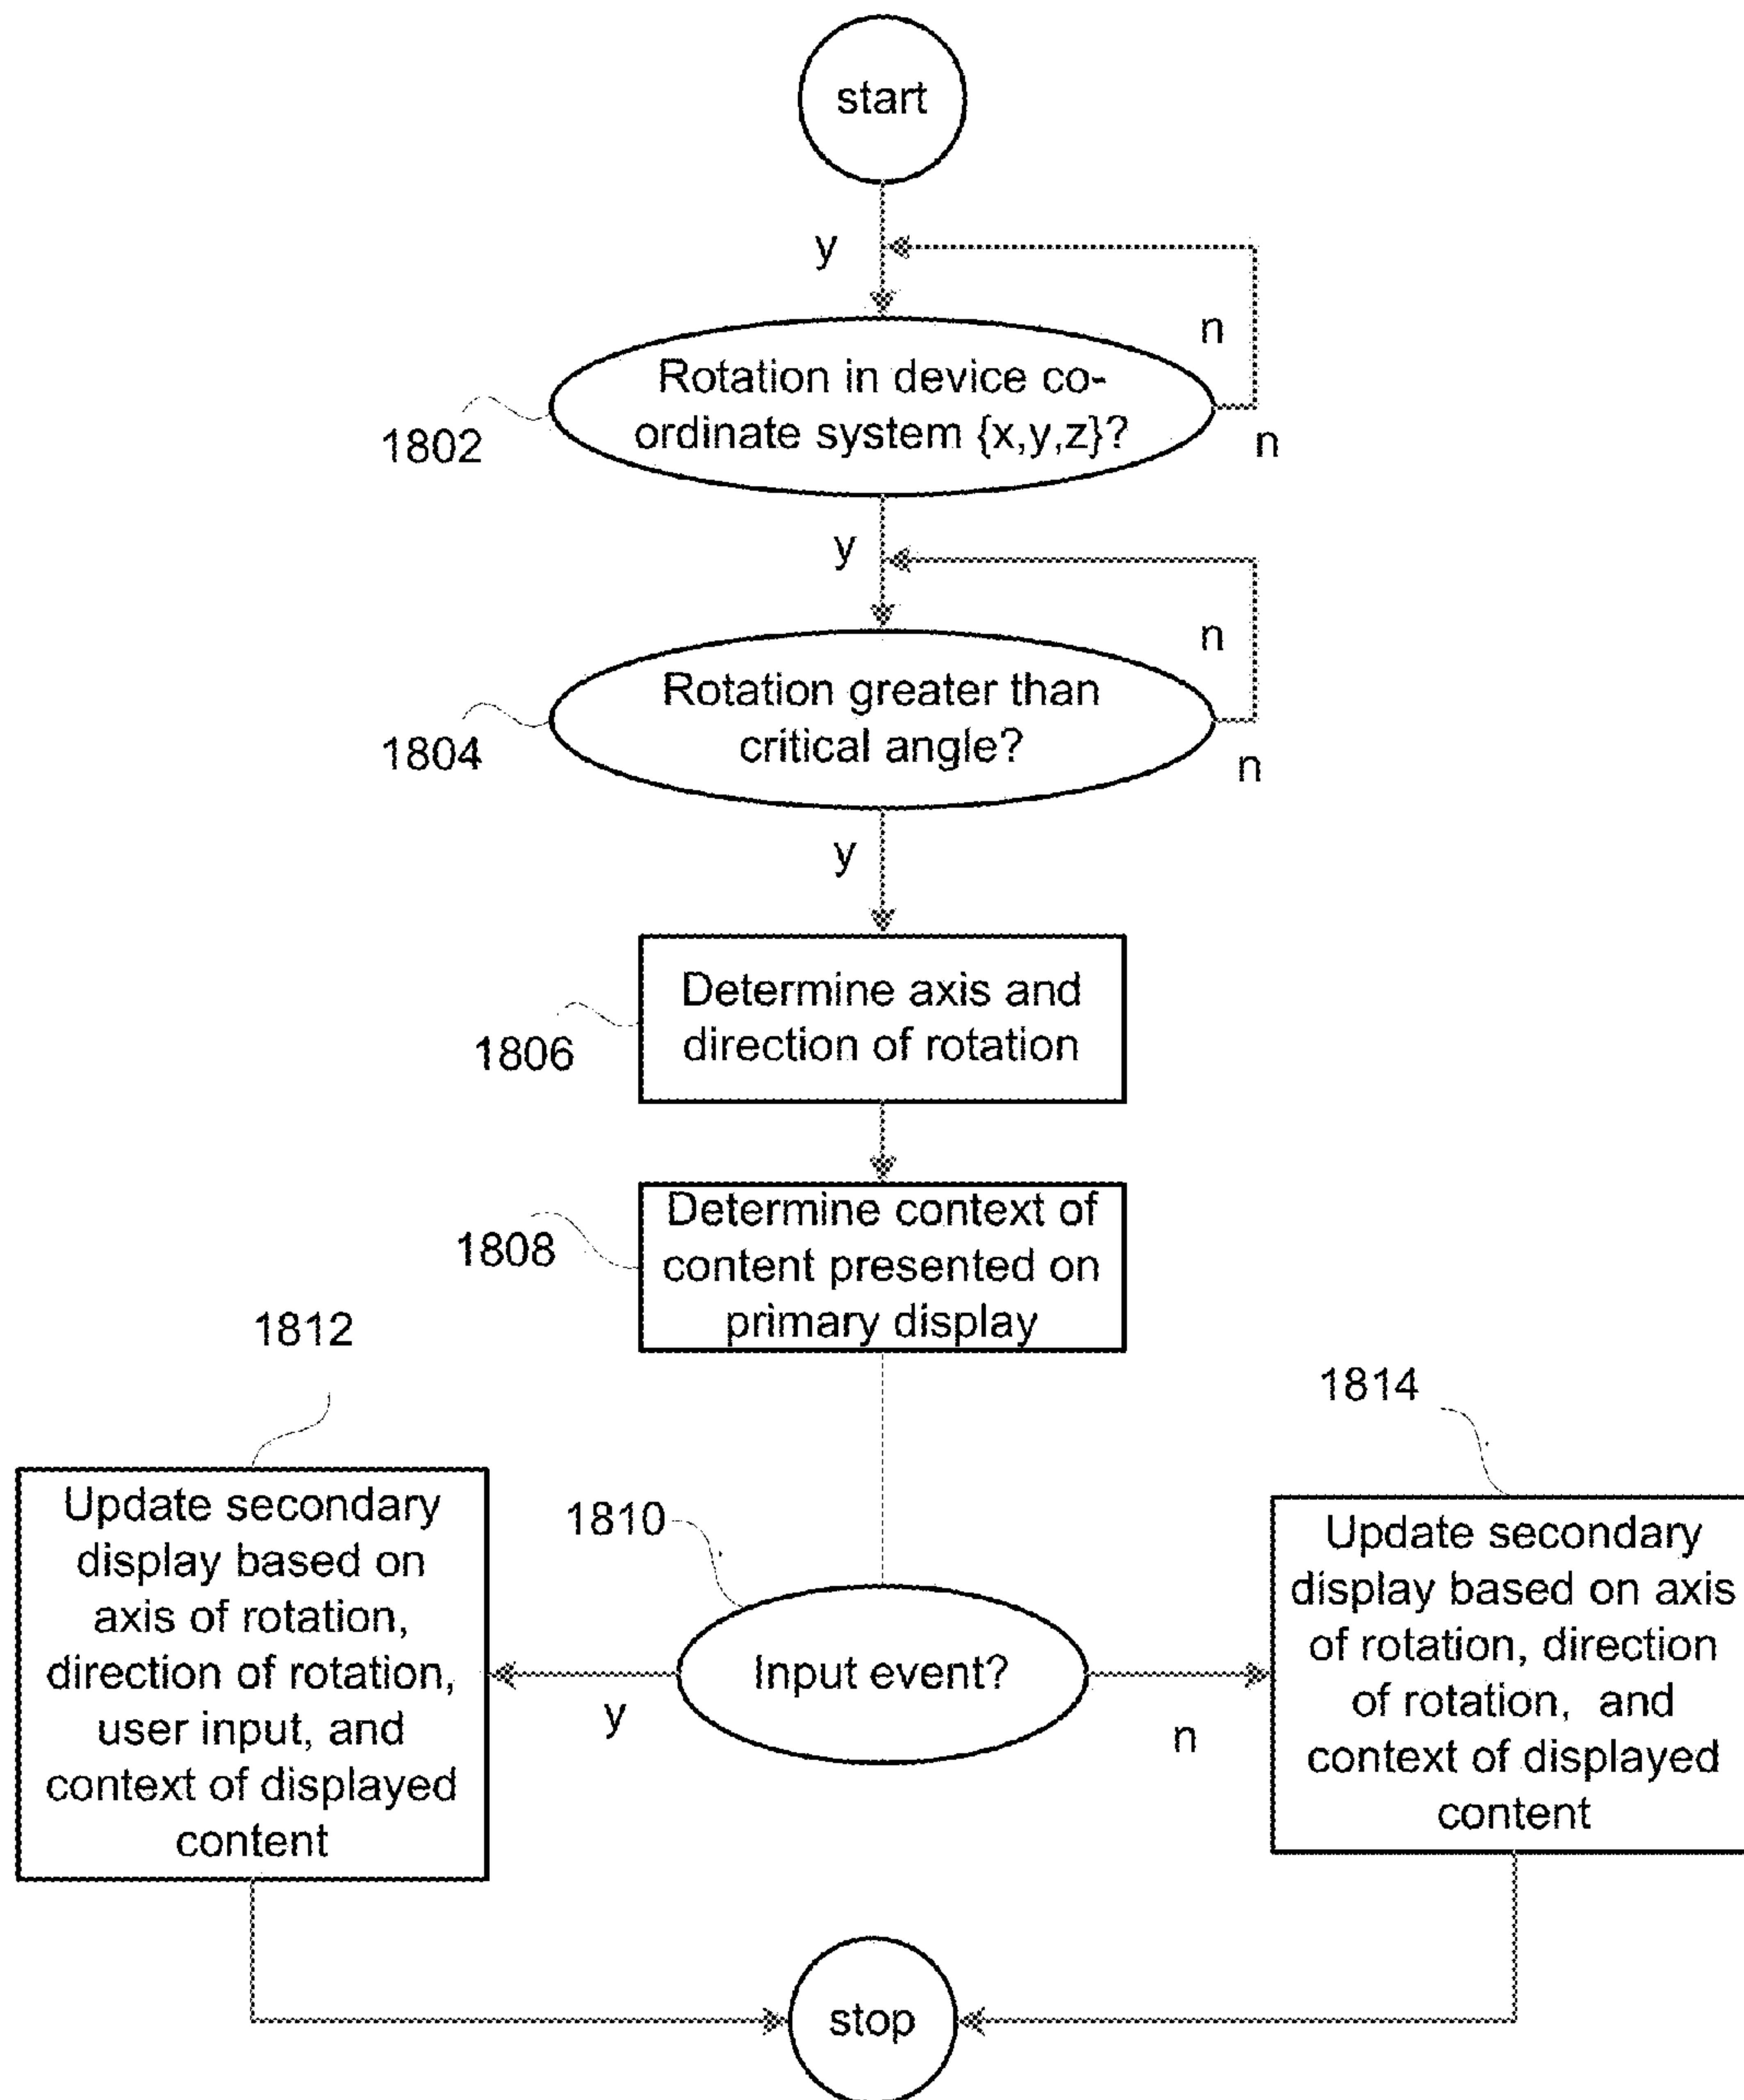 start
y
n
Rotation in device co-
ordinate system {x,y,z}?
1802
n
y
n
Rotation greater than
critical angle?
1804
n
y
Determine axis and
direction of rotation
1806
Determine context of
content presented on
primary display
1808
1812
1814
Update secondary
display based on
axis of rotation,
direction of rotation,
user input, and
context of displayed
content
1810
Input event?
y
n
Update secondary
display based on axis
of rotation, direction
of rotation, and
context of displayed
content
stop